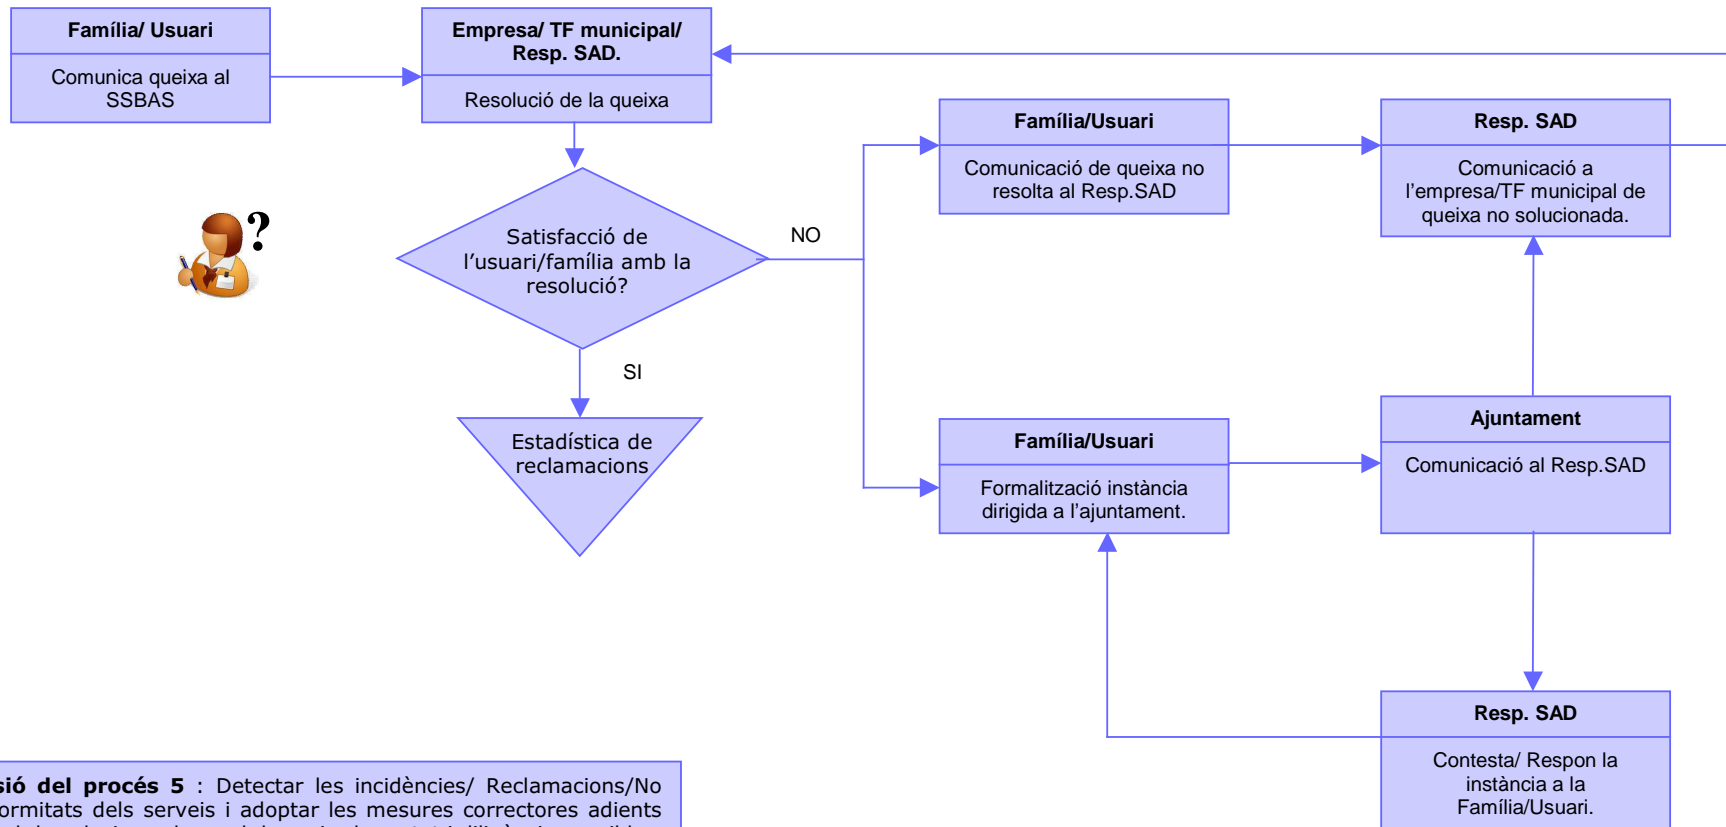 Família/ Usuari
Comunica queixa al
SSBAS
Empresa/ TF municipal/
Resp. SAD.
Resolució de la queixa
Família/Usuari
Comunicació de queixa no
resolta al Resp.SAD
Resp. SAD
Comunicació a
l'empresa/TF municipal de
queixa no solucionada.
?
Satisfacció de
l'usuari/família amb la
resolució?
NO
SI
Estadística de
reclamacions
Família/Usuari
Formalització instància
dirigida a l'ajuntament.
Ajuntament
Comunicació al Resp.SAD
Resp. SAD
Contesta/ Respon la
instància a la
Família/Usuari.
sió del procés 5 : Detectar les incidències/ Reclamacions/No
ormitats dels serveis i adoptar les mesures correctores adients